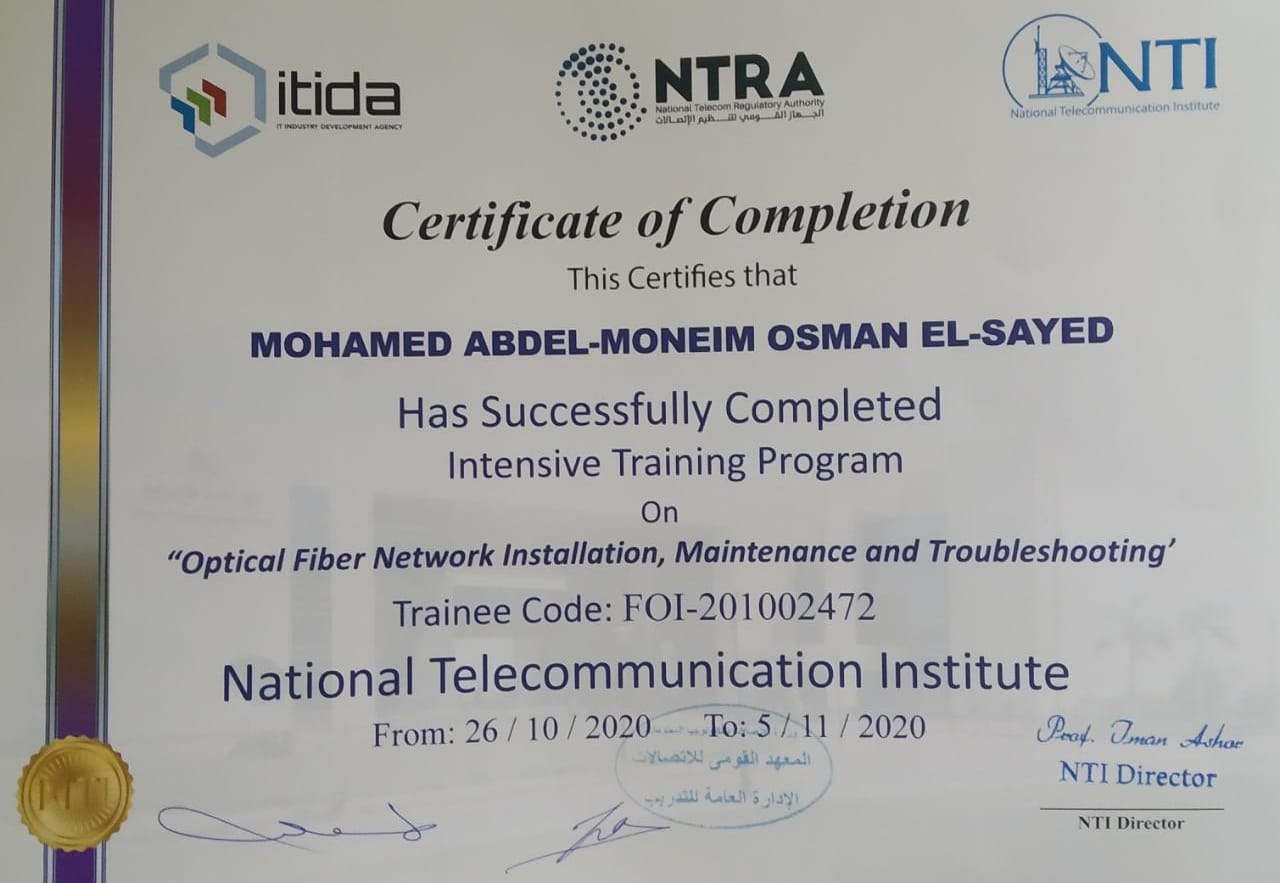 itida
IT INDUSTRY DEVELOPMENT AGENCY
NTRA
National Telecom Regulatory Authority
الجهاز القومي لتنظيم الإتصالات
NTI
National Telecommunication Institute
Certificate of Completion
This Certifies that
MOHAMED ABDEL-MONEIM OSMAN EL-SAYED
Has Successfully Completed
Intensive Training Program
On
“Optical Fiber Network Installation, Maintenance and Troubleshooting’
Trainee Code: FOI-201002472
National Telecommunication Institute
From: 26 / 10 / 2020 To: 5 / 11 / 2020
المعهد القومى للاتصالات
الإدارة العامة للتدريب
Prof. Iman Ashor
NTI Director
NTI Director
NTI